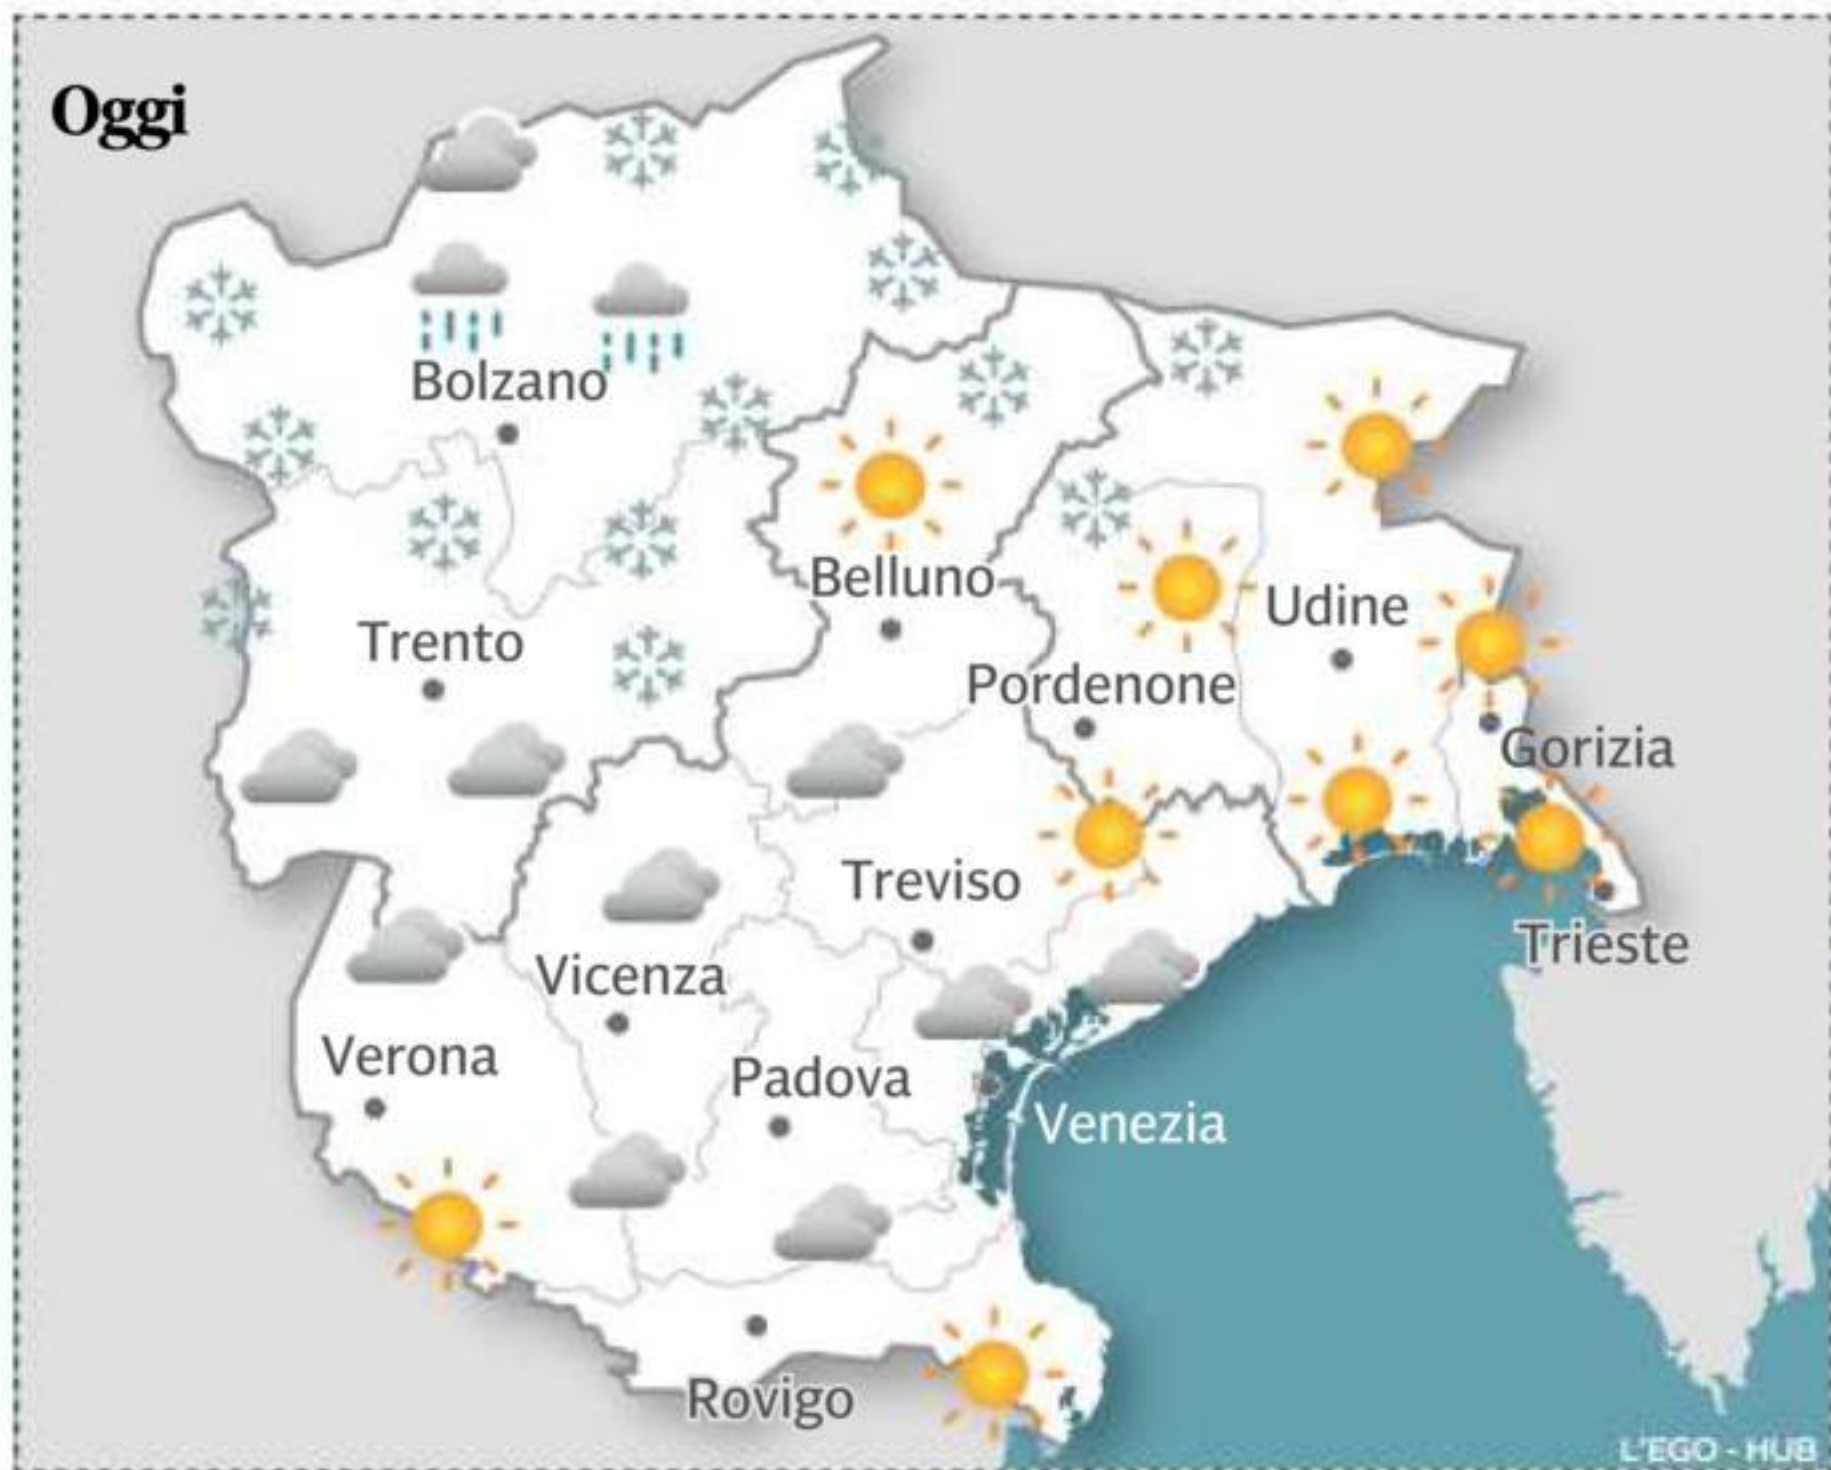 Oggi
Bolzano
Belluno
Udine
Trento
Pordenone
Gorizia
Treviso
Trieste
Vicenza
Verona
Padova
Venezia
Rovigo
L'EGO - HUB